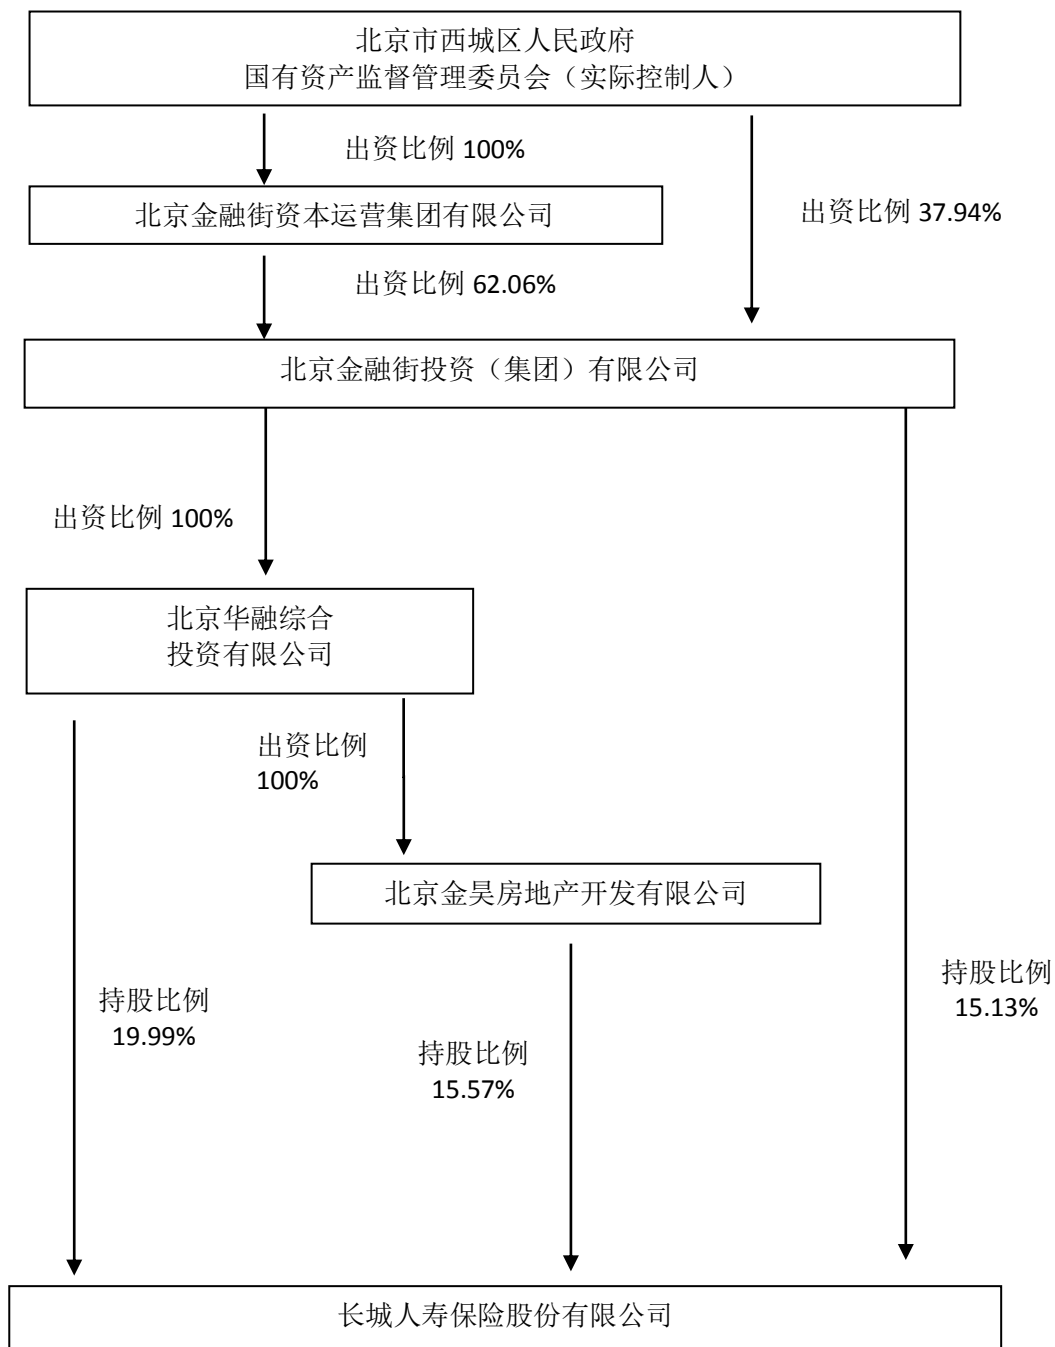 北京市西城区人民政府
国有资产监督管理委员会（实际控制人）
出资比例 100%
出资比例 37.94%
北京金融街资本运营集团有限公司
出资比例 62.06%
北京金融街投资（集团）有限公司
出资比例 100%
北京华融综合
投资有限公司
出资比例
100%
北京金昊房地产开发有限公司
持股比例
19.99%
持股比例
15.57%
持股比例
15.13%
长城人寿保险股份有限公司